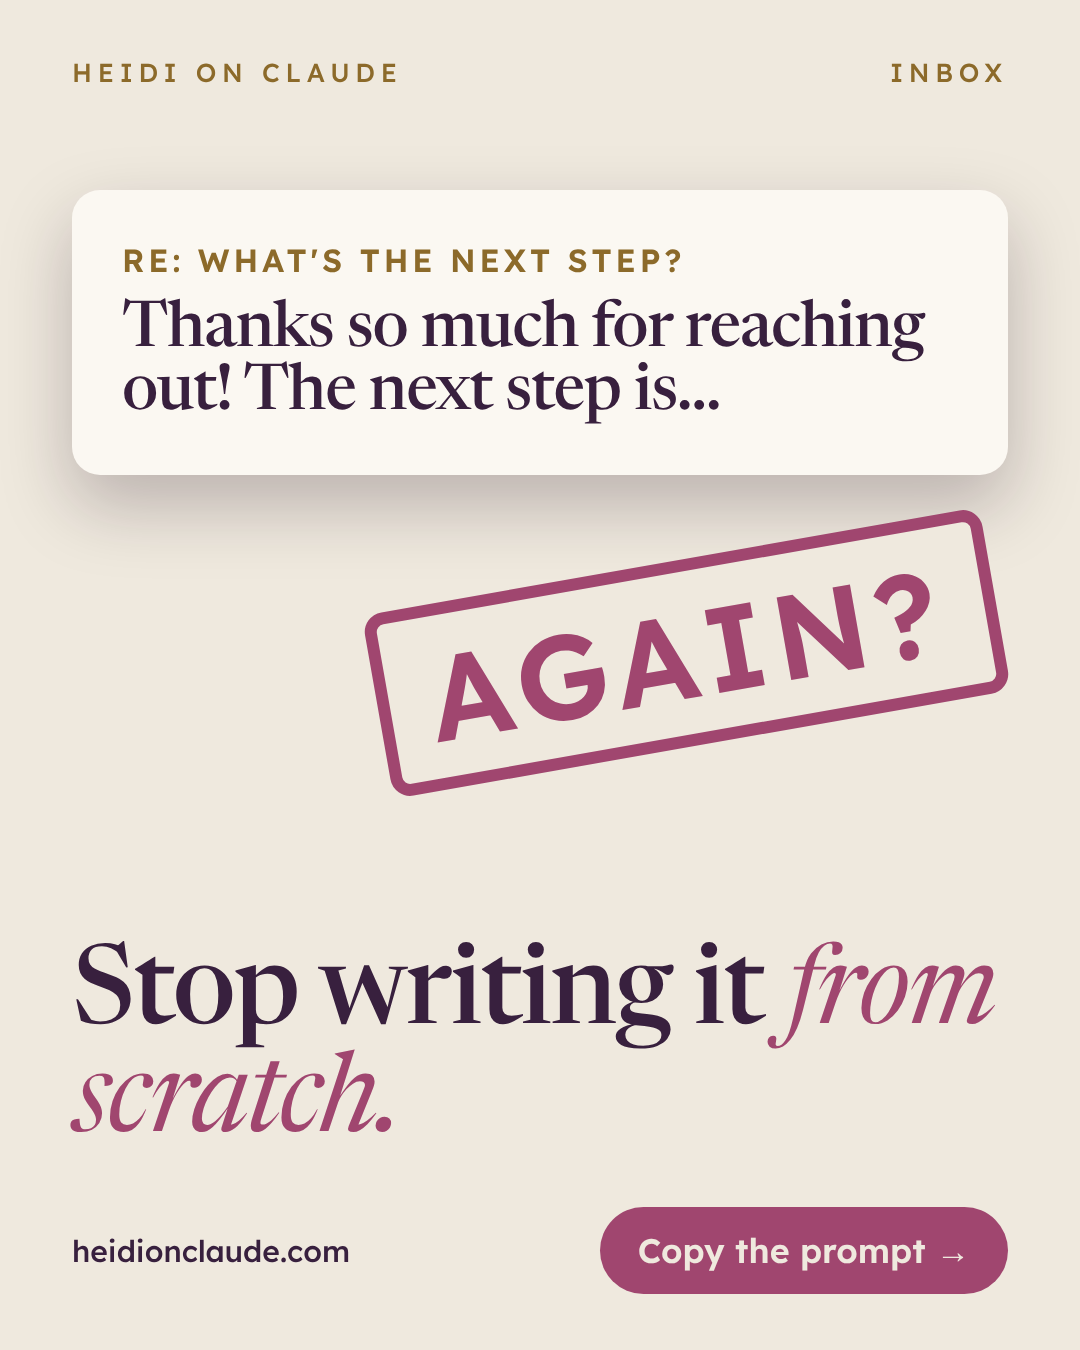 HEIDI ON CLAUDE
INBOX
RE: WHAT'S THE NEXT STEP?
Thanks so much for reaching
out! The next step is...
AGAIN?
Stop writing it from
scratch.
heidionclaude.com
Copy the prompt →